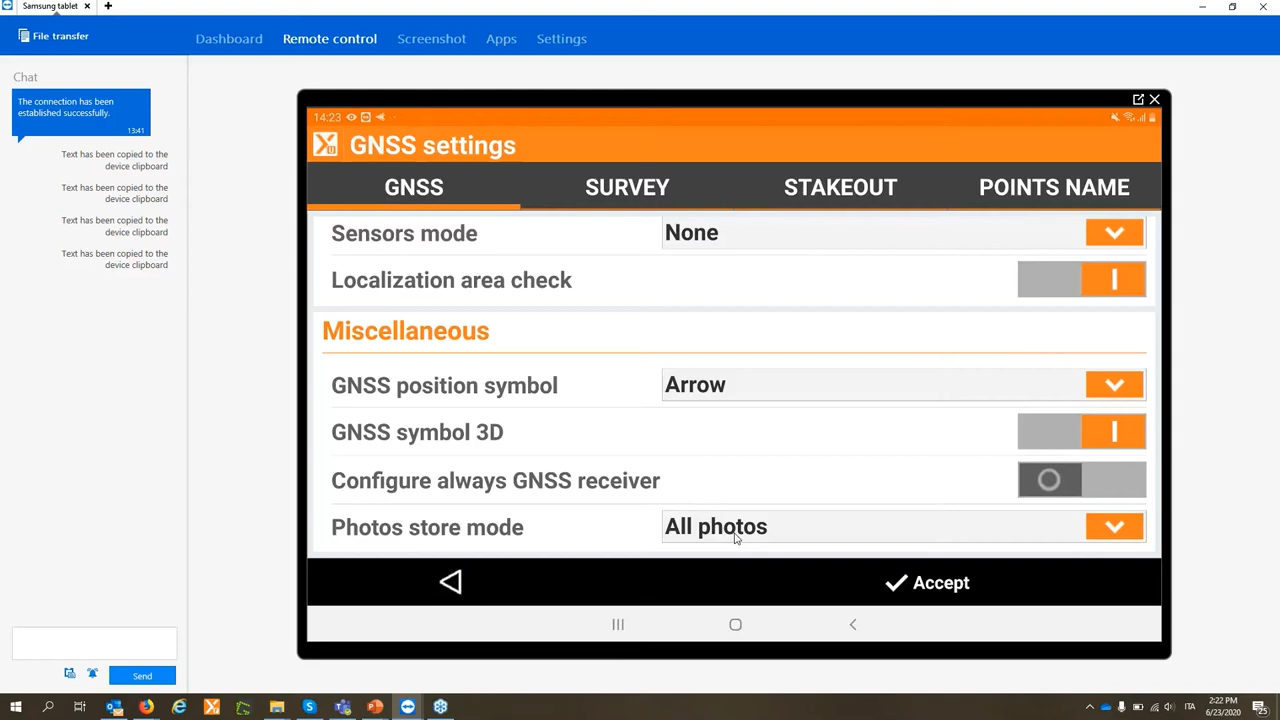 Samsung tablet
File transfer
Dashboard
Remote control
Screenshot
Apps
Settings
Chat
The connection has been
established successfully.
13:41
Text has been copied to the
device clipboard
Text has been copied to the
device clipboard
Text has been copied to the
device clipboard
Text has been copied to the
device clipboard
Send
14:23
GNSS settings
GNSS
SURVEY
STAKEOUT
POINTS NAME
Sensors mode
None
Localization area check
Miscellaneous
GNSS position symbol
Arrow
GNSS symbol 3D
Configure always GNSS receiver
Photos store mode
All photos
Accept
ITA
2:22 PM
6/23/2020
25